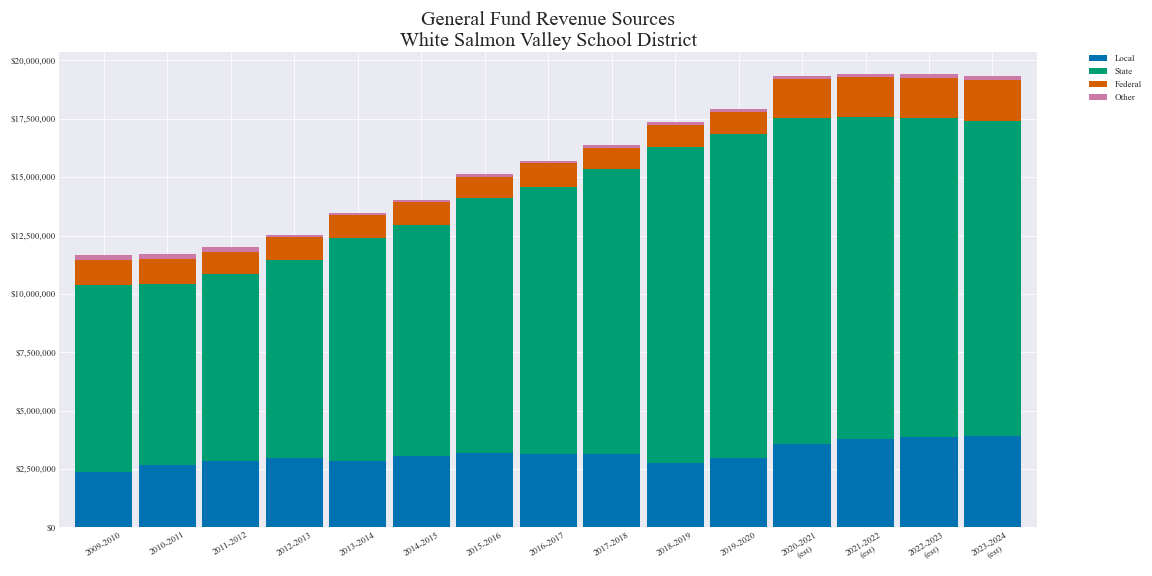 General Fund Revenue Sources
White Salmon Valley School District
$20,000,000
$17,500,000
$15,000,000
$12,500,000
$10,000,000
$7,500,000
$5,000,000
$2,500,000
$0
2009-2010
2010-2011
2011-2012
2012-2013
2013-2014
2014-2015
2015-2016
2016-2017
2017-2018
2018-2019
2019-2020
2020-2021
(est)
2021-2022
(est)
2022-2023
(est)
2023-2024
(est)
Local
State
Federal
Other